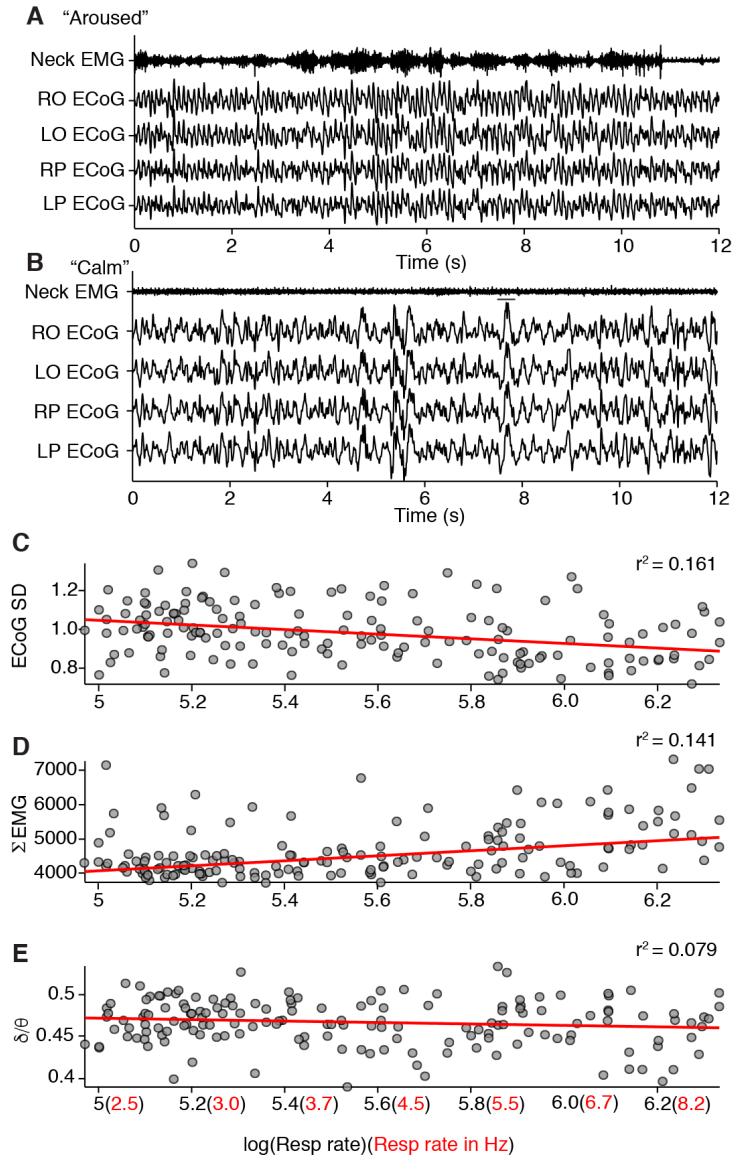 A "Aroused"
Neck EMG
RO ECoG
LO ECoG
RP ECoG
LP ECoG
0 2 4 6 8 10 12
Time (s)
B "Calm"
Neck EMG
RO ECoG
LO ECoG
RP ECoG
LP ECoG
0 2 4 6 8 10 12
Time (s)
C
r² = 0.161
ECoG SD
1.2
1.0
0.8
5 5.2 5.4 5.6 5.8 6.0 6.2
D
r² = 0.141
ΣEMG
7000
6000
5000
4000
5 5.2 5.4 5.6 5.8 6.0 6.2
E
r² = 0.079
δ/θ
0.5
0.45
0.4
5(2.5) 5.2(3.0) 5.4(3.7) 5.6(4.5) 5.8(5.5) 6.0(6.7) 6.2(8.2)
log(Resp rate)(Resp rate in Hz)